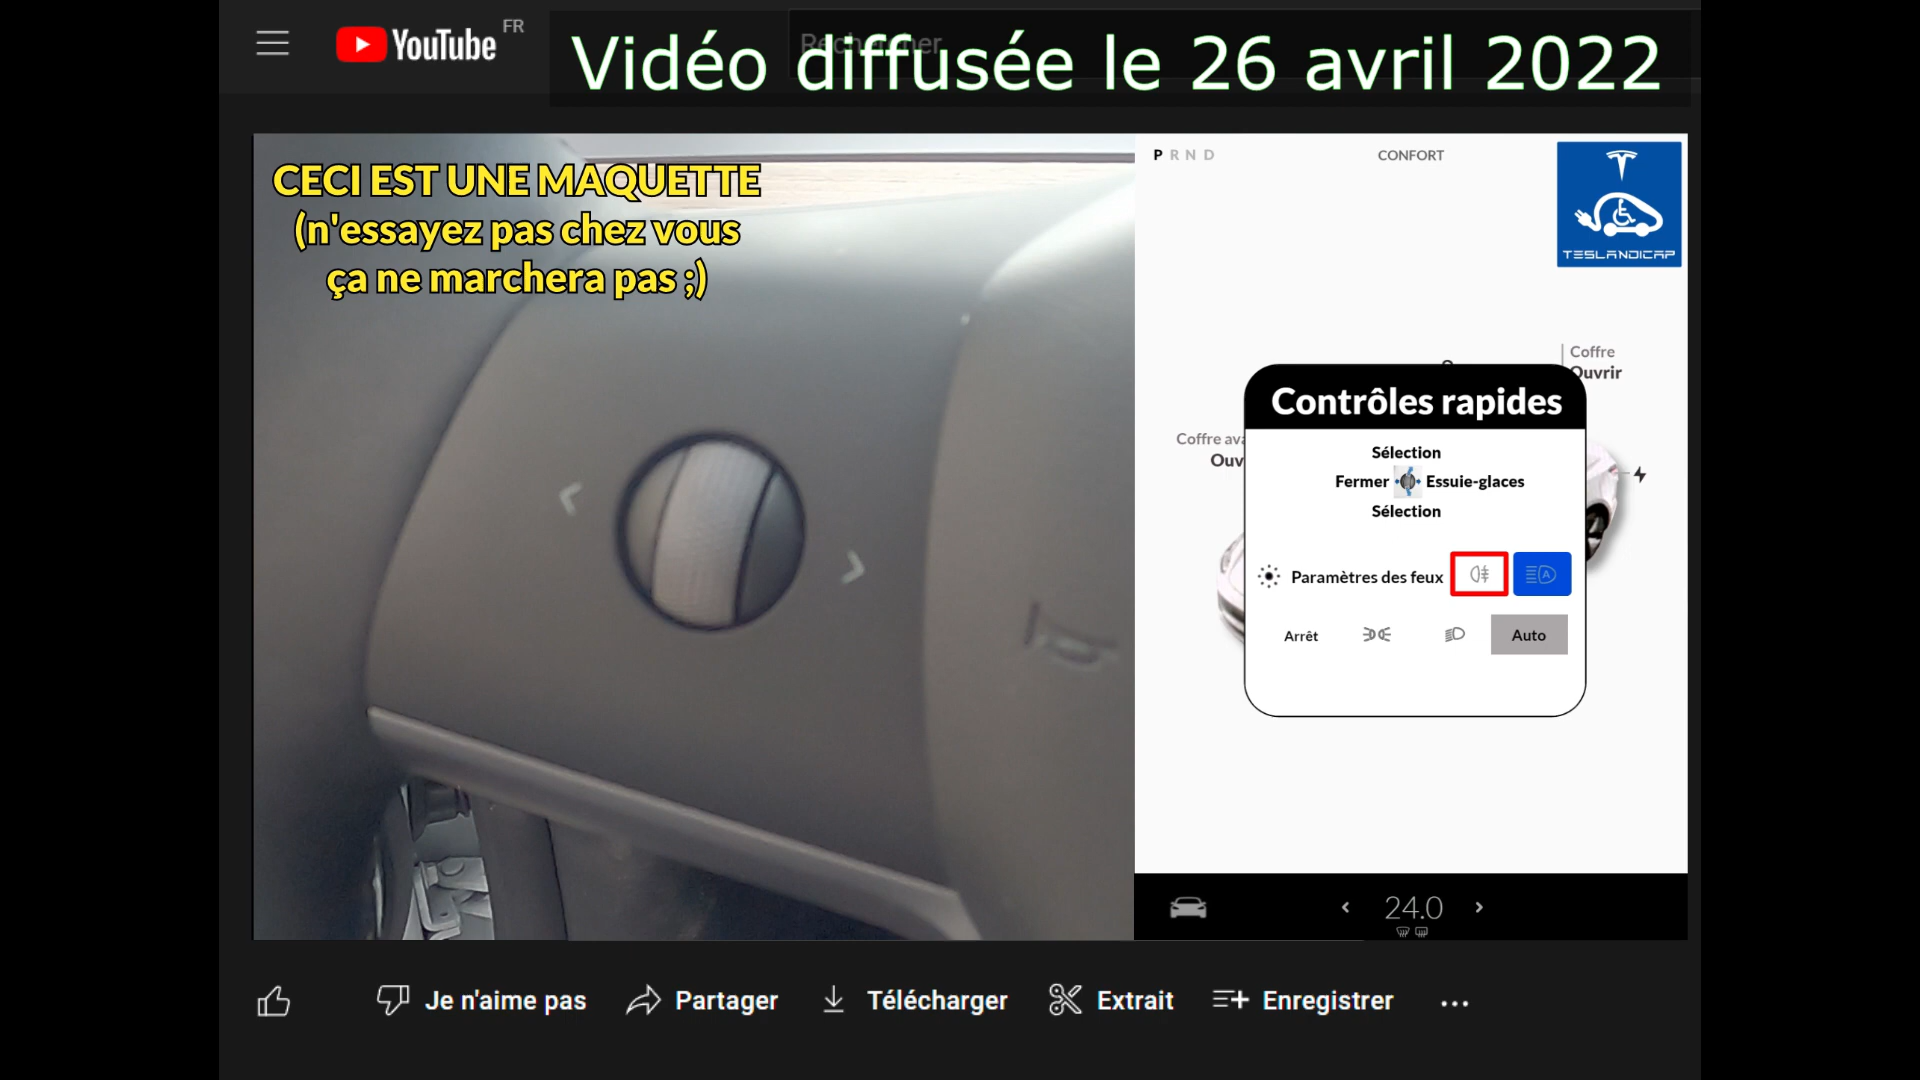 YouTube FR
Vidéo diffusée le 26 avril 2022
CECI EST UNE MAQUETTE
(n'essayez pas chez vous
ça ne marchera pas ;)
P R N D
CONFORT
TESLANDICAP
Coffre
Ouvrir
Coffre
Contrôles rapides
Sélection
Fermer Essuie-glaces
Sélection
Paramètres des feux
A
Arrêt
Auto
24.0
Je n'aime pas
Partager
Télécharger
Extrait
Enregistrer